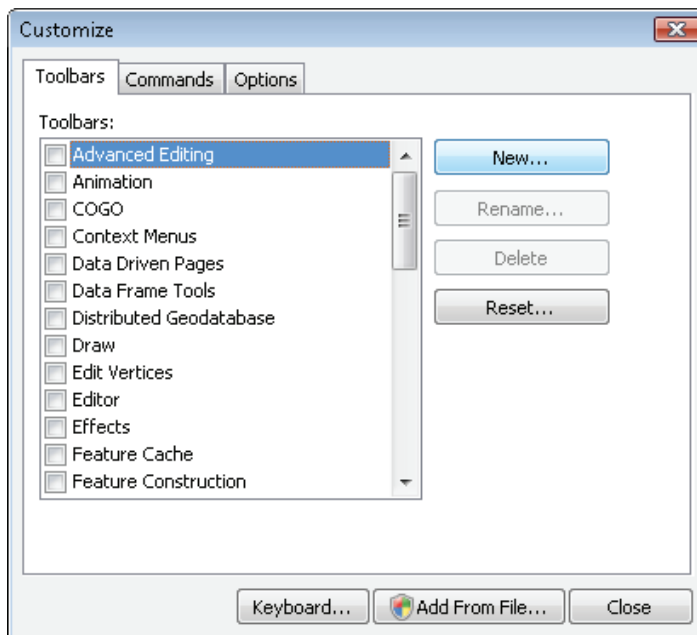 Customize
Toolbars Commands Options
Toolbars:
Advanced Editing
Animation
COGO
Context Menus
Data Driven Pages
Data Frame Tools
Distributed Geodatabase
Draw
Edit Vertices
Editor
Effects
Feature Cache
Feature Construction
New...
Rename...
Delete
Reset...
Keyboard... Add From File... Close